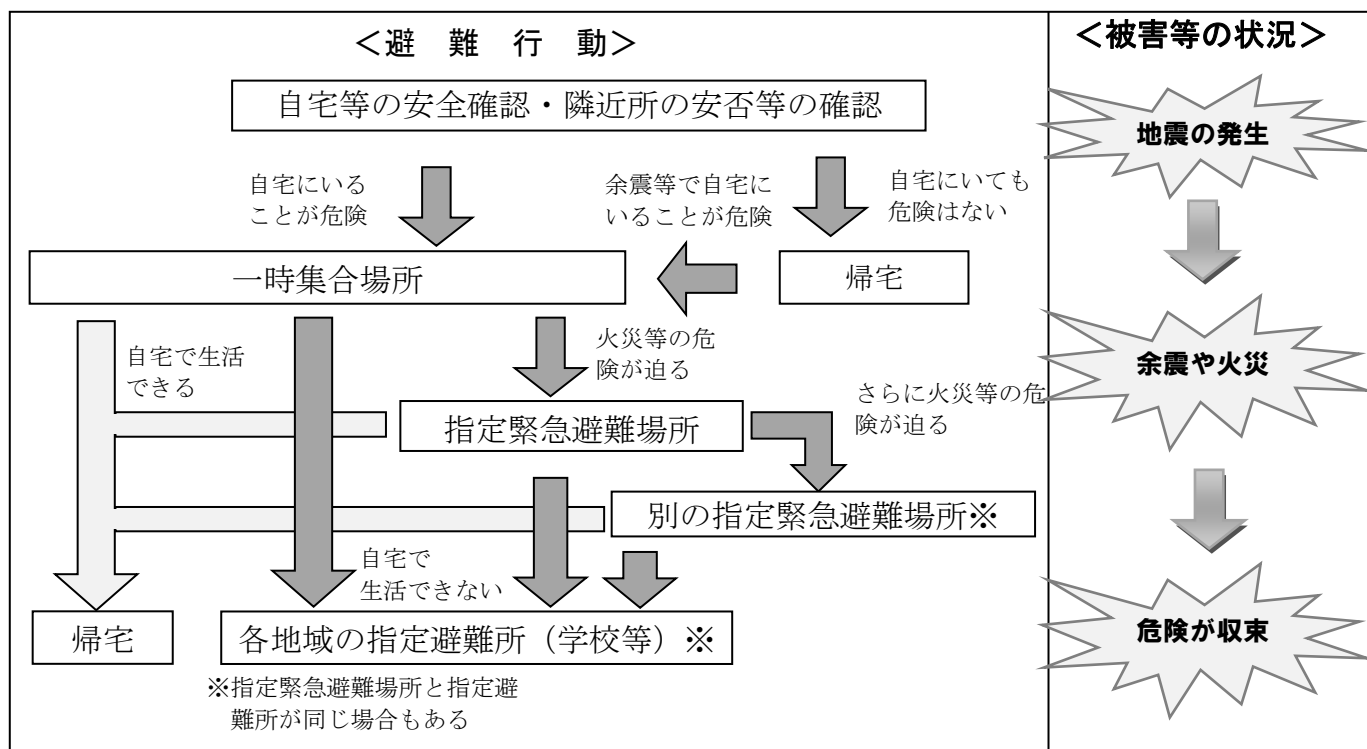 ＜避　難　行　動＞
＜被害等の状況＞
自宅等の安全確認・隣近所の安否等の確認
地震の発生
自宅にいる
ことが危険
余震等で自宅に
いることが危険
自宅にいても
危険はない
一時集合場所
帰宅
自宅で生活
できる
火災等の危
険が迫る
余震や火災
さらに火災等の危
険が迫る
指定緊急避難場所
別の指定緊急避難場所※
自宅で
生活できない
帰宅
各地域の指定避難所（学校等）※
危険が収束
※指定緊急避難場所と指定避
難所が同じ場合もある